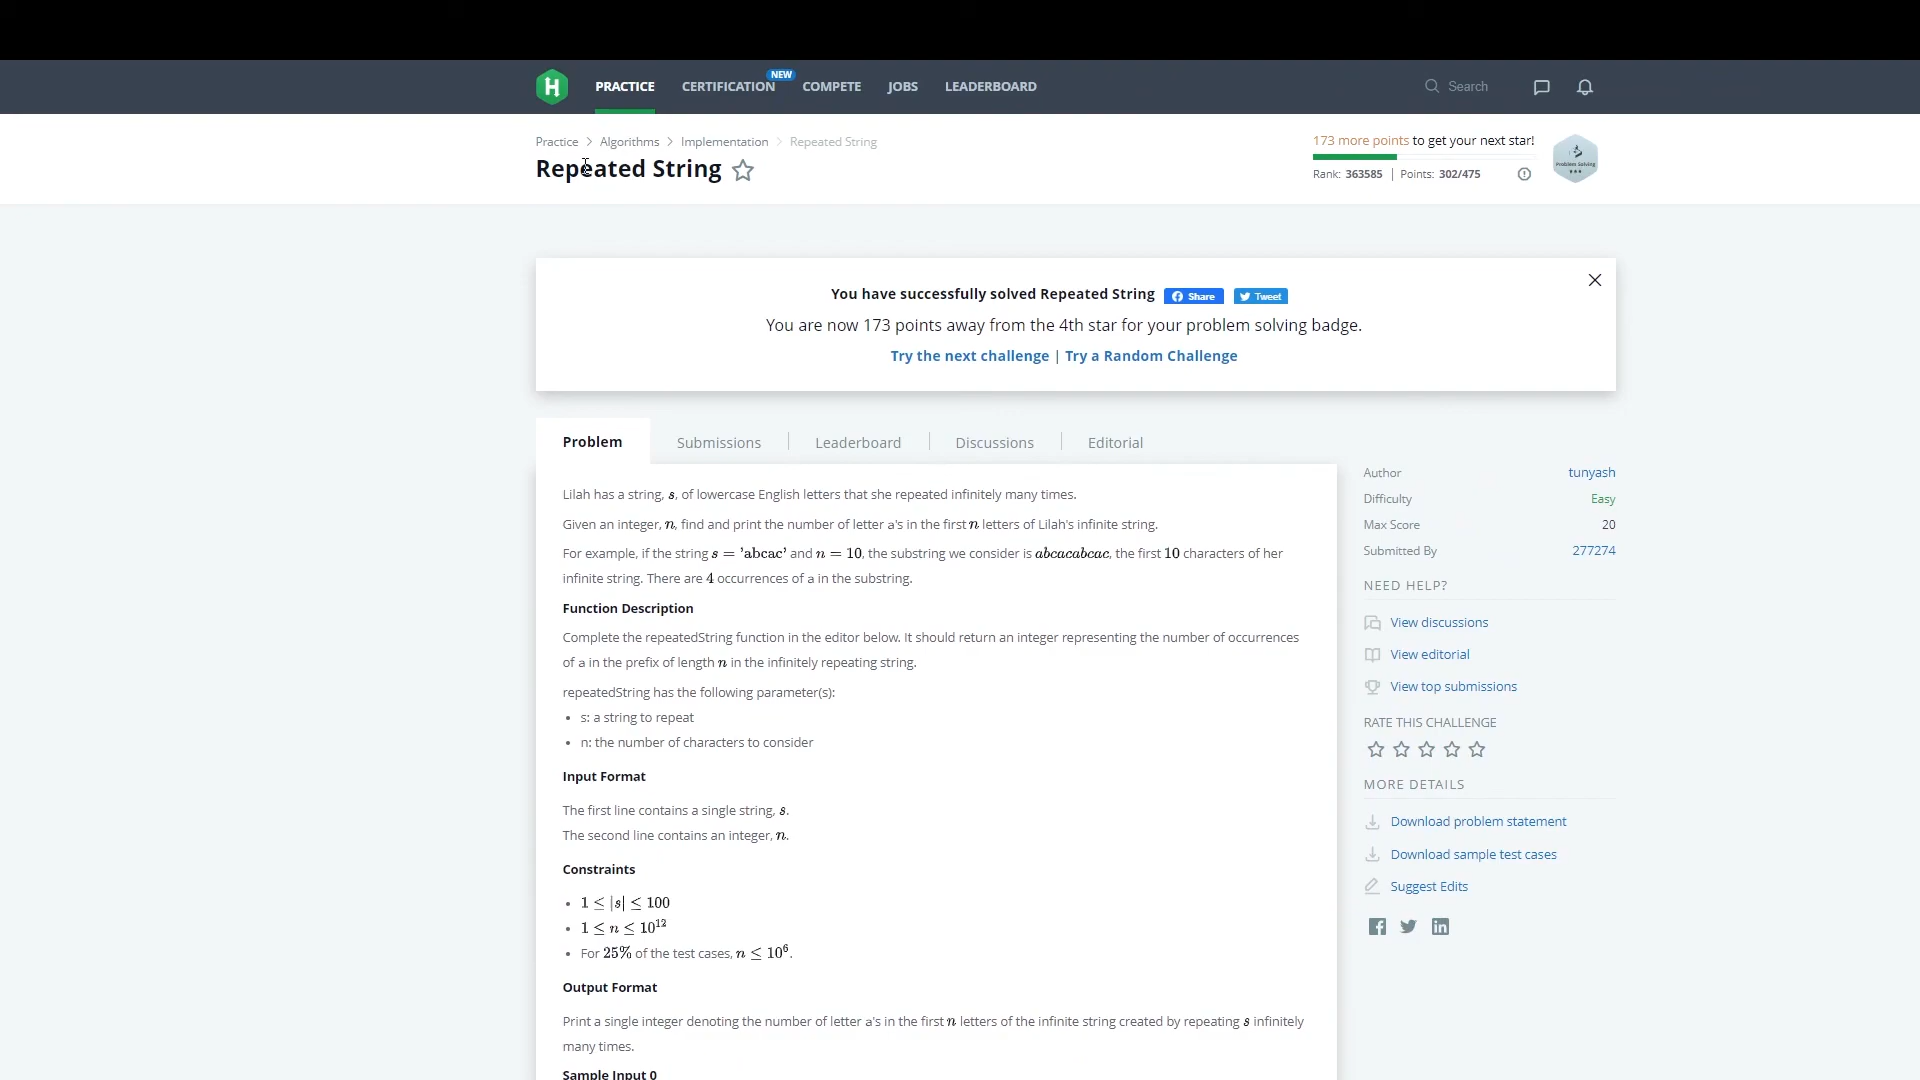 H PRACTICE CERTIFICATION NEW COMPETE JOBS LEADERBOARD Search
Practice > Algorithms > Implementation > Repeated String
Repeated String
173 more points to get your next star!
Rank: 363585 | Points: 302/475
Problem Solving
You have successfully solved Repeated String Share Tweet
You are now 173 points away from the 4th star for your problem solving badge.
Try the next challenge | Try a Random Challenge
Problem Submissions Leaderboard Discussions Editorial
Lilah has a string, s, of lowercase English letters that she repeated infinitely many times.
Given an integer, n, find and print the number of letter a's in the first n letters of Lilah's infinite string.
For example, if the string s = 'abcac' and n = 10, the substring we consider is abcacabcac, the first 10 characters of her
infinite string. There are 4 occurrences of a in the substring.
Function Description
Complete the repeatedString function in the editor below. It should return an integer representing the number of occurrences
of a in the prefix of length n in the infinitely repeating string.
repeatedString has the following parameter(s):
• s: a string to repeat
• n: the number of characters to consider
Input Format
The first line contains a single string, s.
The second line contains an integer, n.
Constraints
• 1 ≤ |s| ≤ 100
• 1 ≤ n ≤ 10¹²
• For 25% of the test cases, n ≤ 10⁶.
Output Format
Print a single integer denoting the number of letter a's in the first n letters of the infinite string created by repeating s infinitely
many times.
Sample Input 0
Author tunyash
Difficulty Easy
Max Score 20
Submitted By 277274
NEED HELP?
View discussions
View editorial
View top submissions
RATE THIS CHALLENGE
MORE DETAILS
Download problem statement
Download sample test cases
Suggest Edits